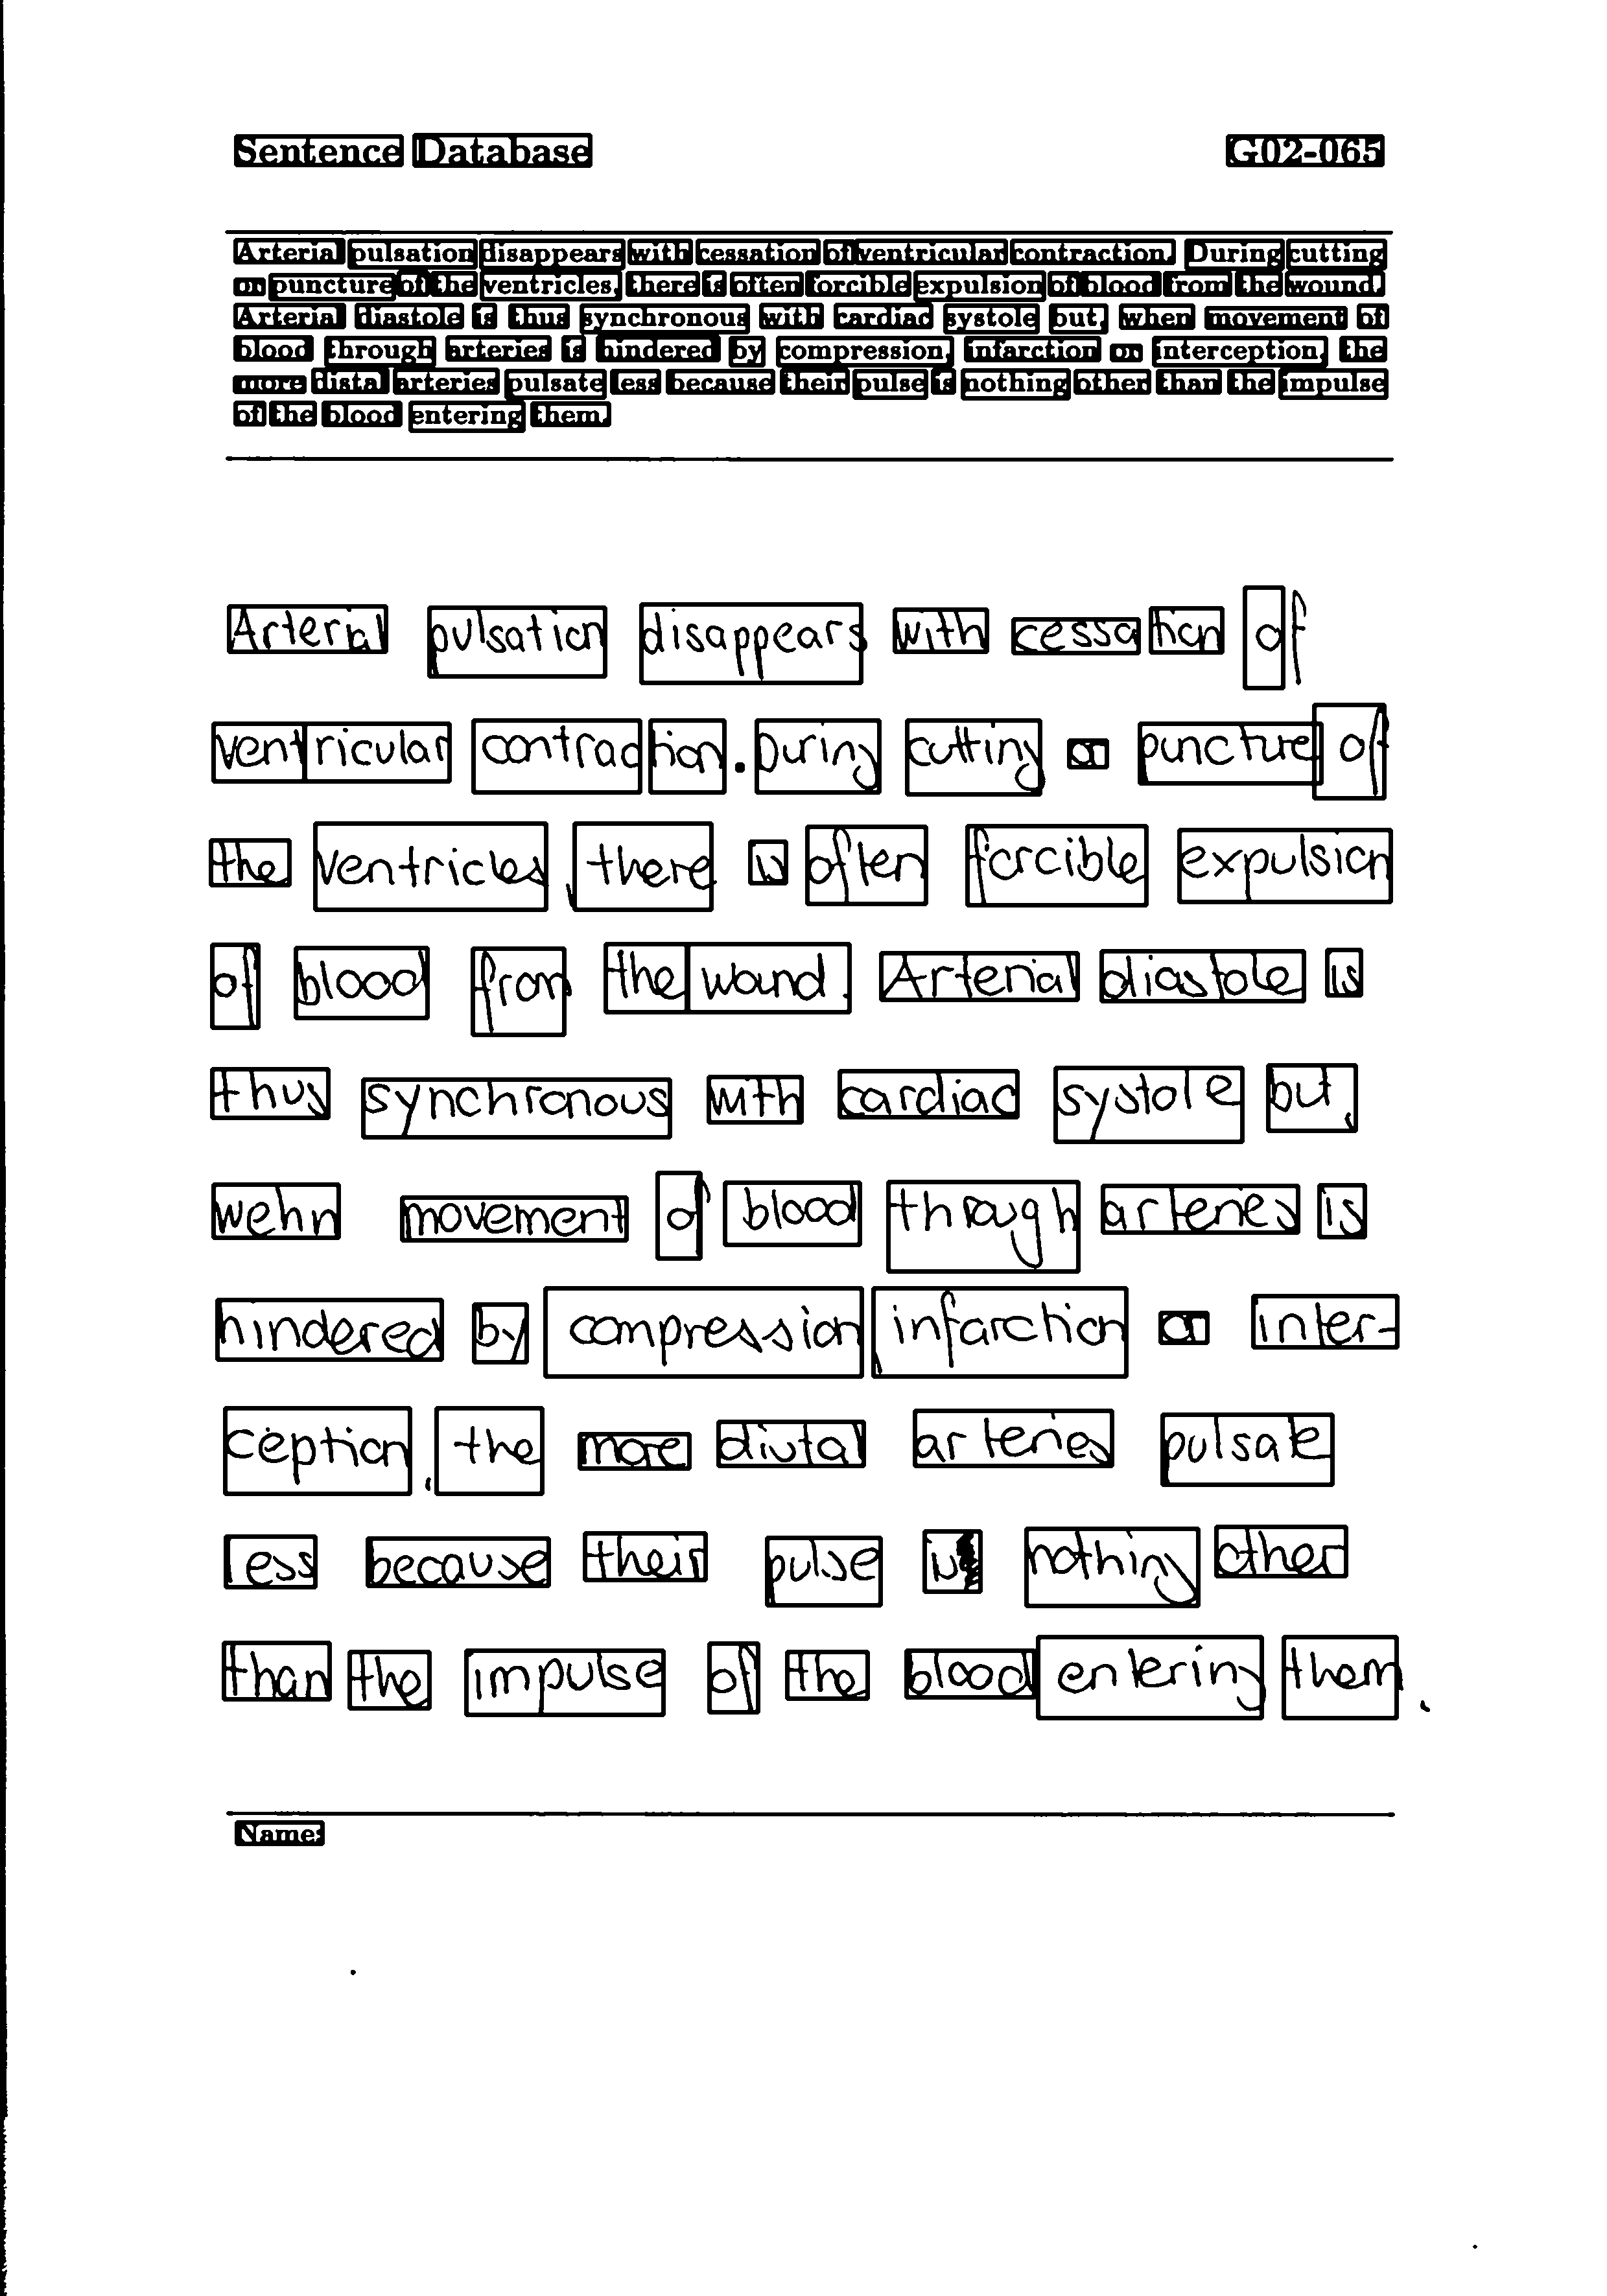 Sentence Database G02-065
Arterial pulsation disappears with cessation of ventricular contraction. During cutting
or puncture of the ventricles, there is often forcible expulsion of blood from the wound.
Arterial diastole is thus synchronous with cardiac systole but, when movement of
blood through arteries is hindered by compression, infarction or interception, the
more distal arteries pulsate less because their pulse is nothing other than the impulse
of the blood entering them.
Arterial pulsation disappears with cessation of
ventricular contraction. During cutting or puncture of
the ventricles, there is often forcible expulsion
of blood from the wound. Arterial diastole is
thus synchronous with cardiac systole but,
wehn movement of blood through arteries is
hindered by compression, infarction or inter-
ception, the more distal arteries pulsate
less because their pulse is nothing other
than the impulse of the blood entering them.
Name: